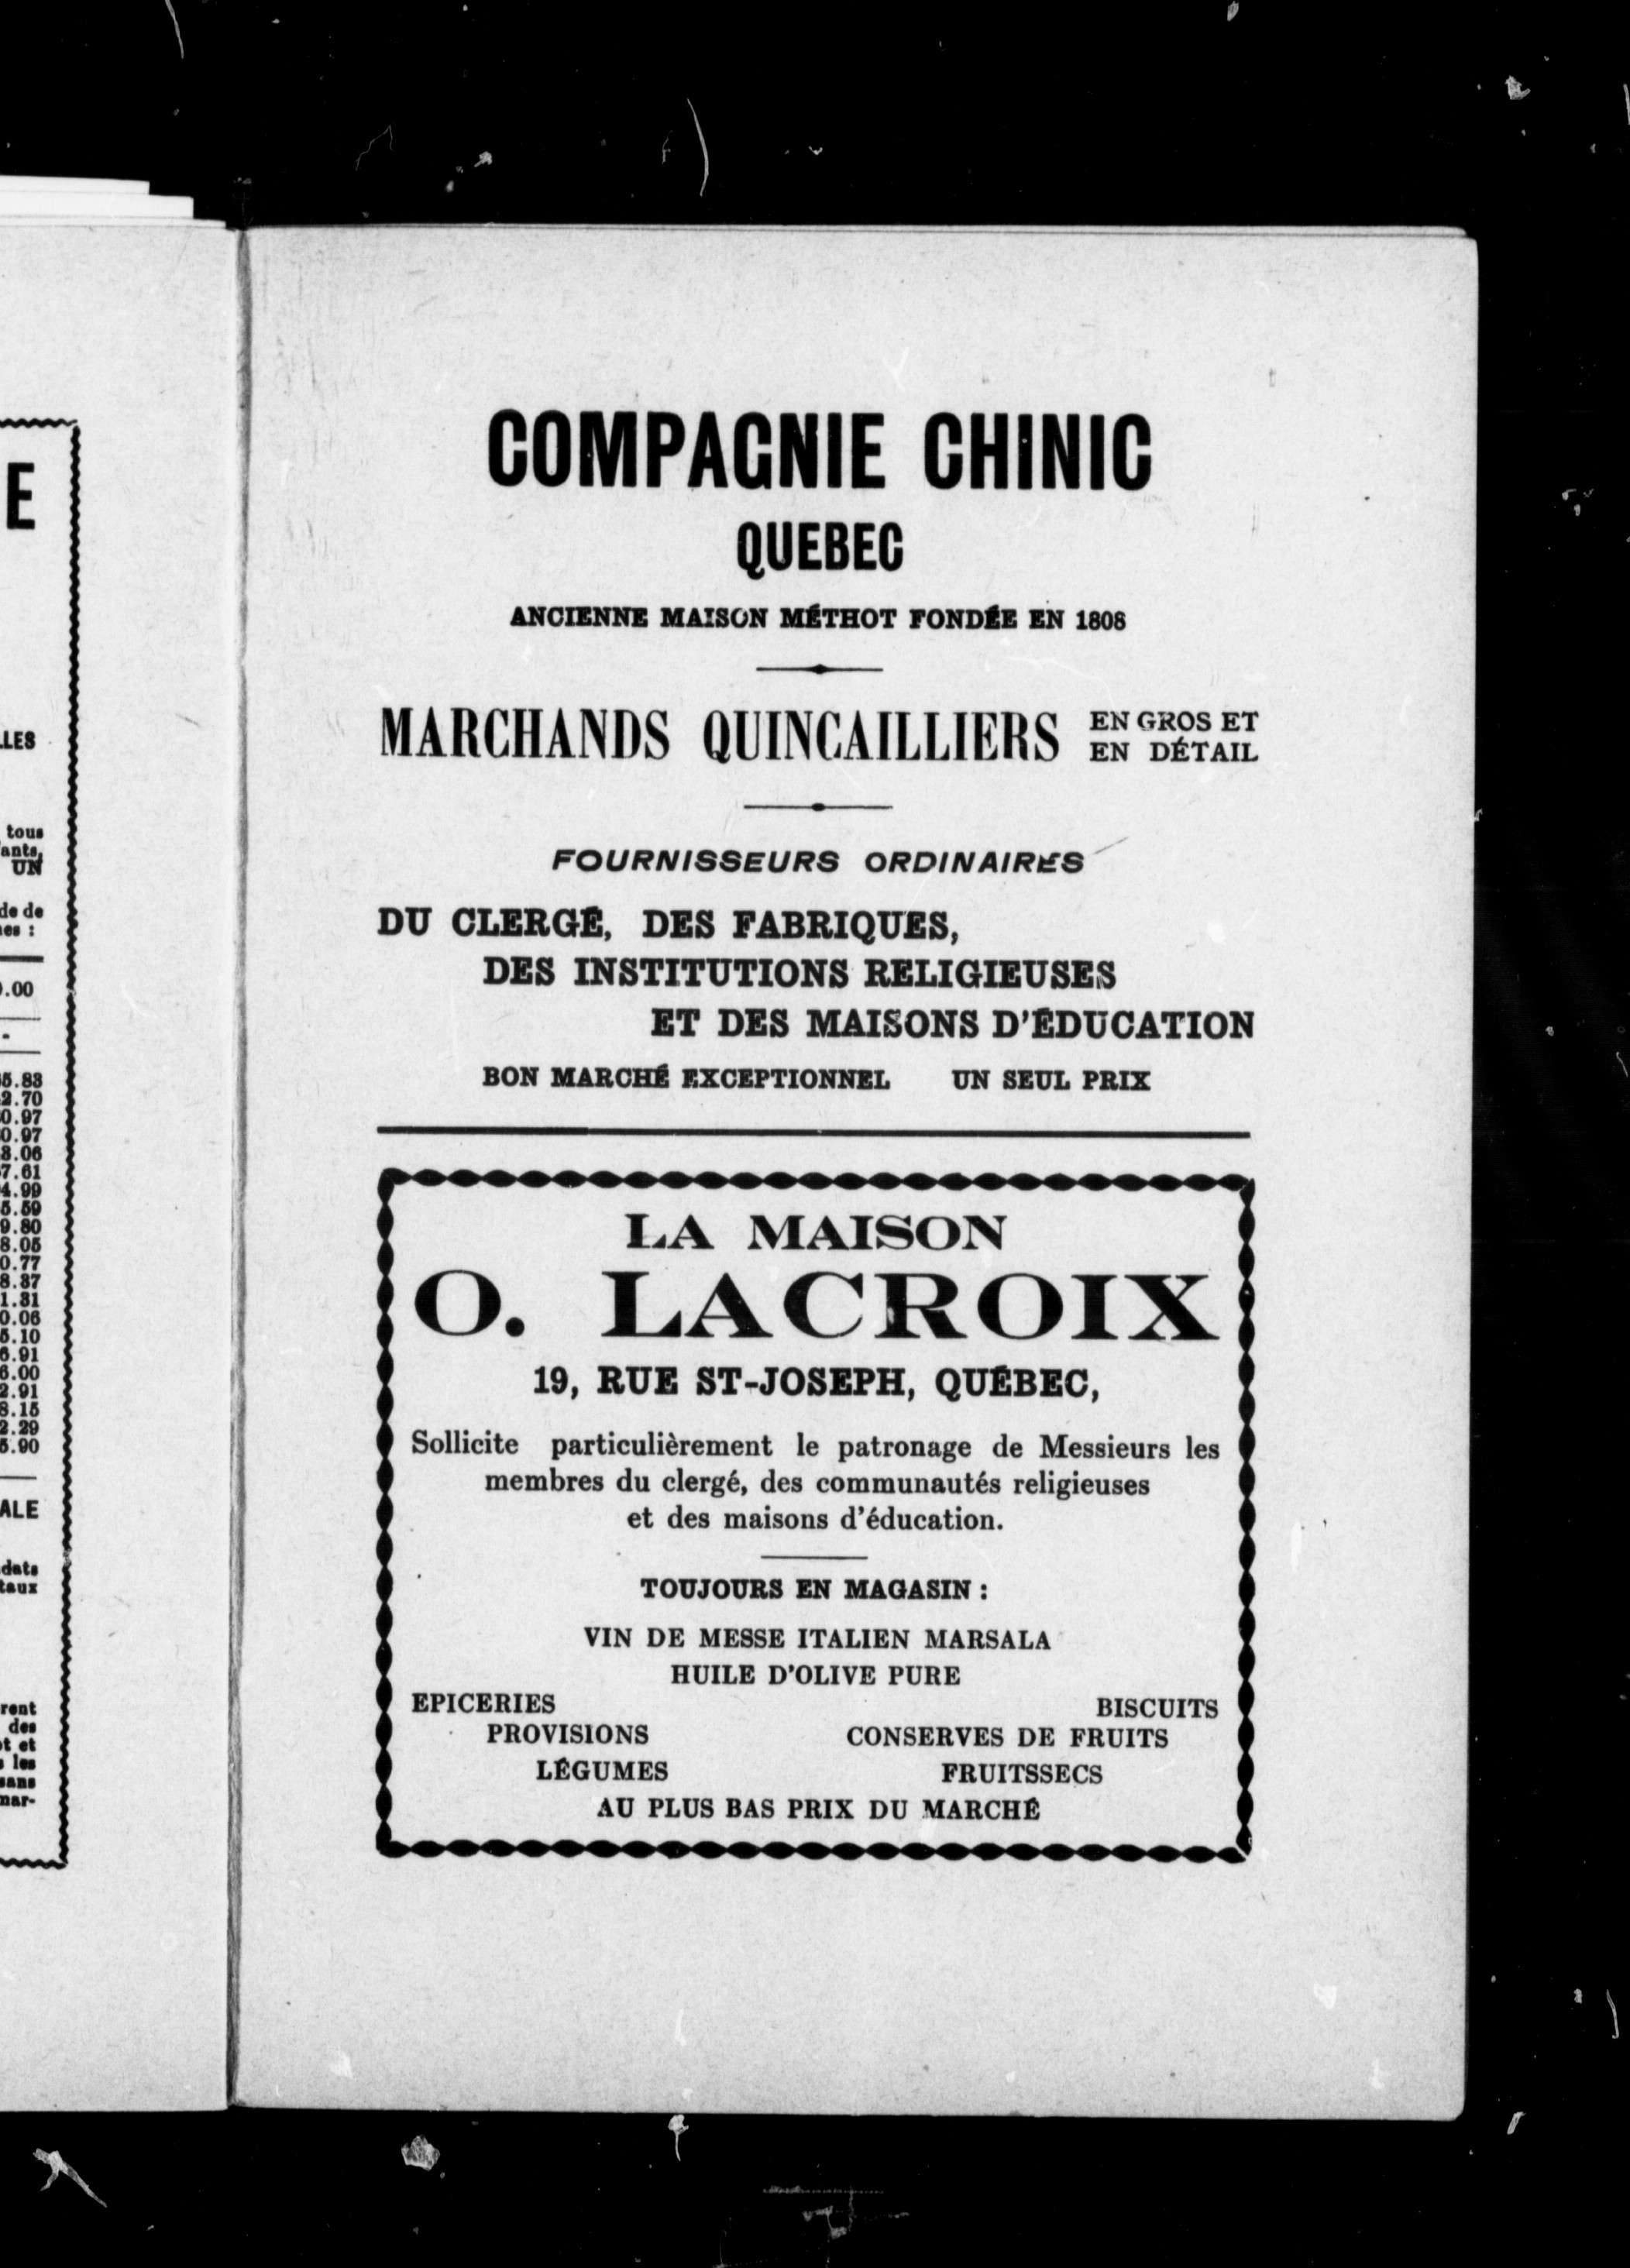 COMPAGNIE CHINIC
QUEBEC
ANCIENNE MAISON MÉTHOT FONDÉE EN 1808
MARCHANDS QUINCAILLIERS EN GROS ET
EN DÉTAIL
FOURNISSEURS ORDINAIRES
DU CLERGÉ, DES FABRIQUES,
DES INSTITUTIONS RELIGIEUSES
ET DES MAISONS D'ÉDUCATION
BON MARCHÉ EXCEPTIONNEL UN SEUL PRIX
LA MAISON
O. LACROIX
19, RUE ST-JOSEPH, QUÉBEC,
Sollicite particulièrement le patronage de Messieurs les
membres du clergé, des communautés religieuses
et des maisons d'éducation.
TOUJOURS EN MAGASIN :
VIN DE MESSE ITALIEN MARSALA
HUILE D'OLIVE PURE
EPICERIES BISCUITS
PROVISIONS CONSERVES DE FRUITS
LÉGUMES FRUITSSECS
AU PLUS BAS PRIX DU MARCHÉ